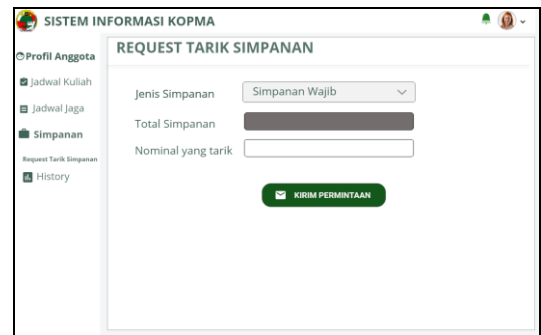 SISTEM INFORMASI KOPMA
Profil Anggota
Jadwal Kuliah
Jadwal Jaga
Simpanan
Request Tarik Simpanan
History
REQUEST TARIK SIMPANAN
Jenis Simpanan
Simpanan Wajib
Total Simpanan
Nominal yang tarik
KIRIM PERMINTAAN